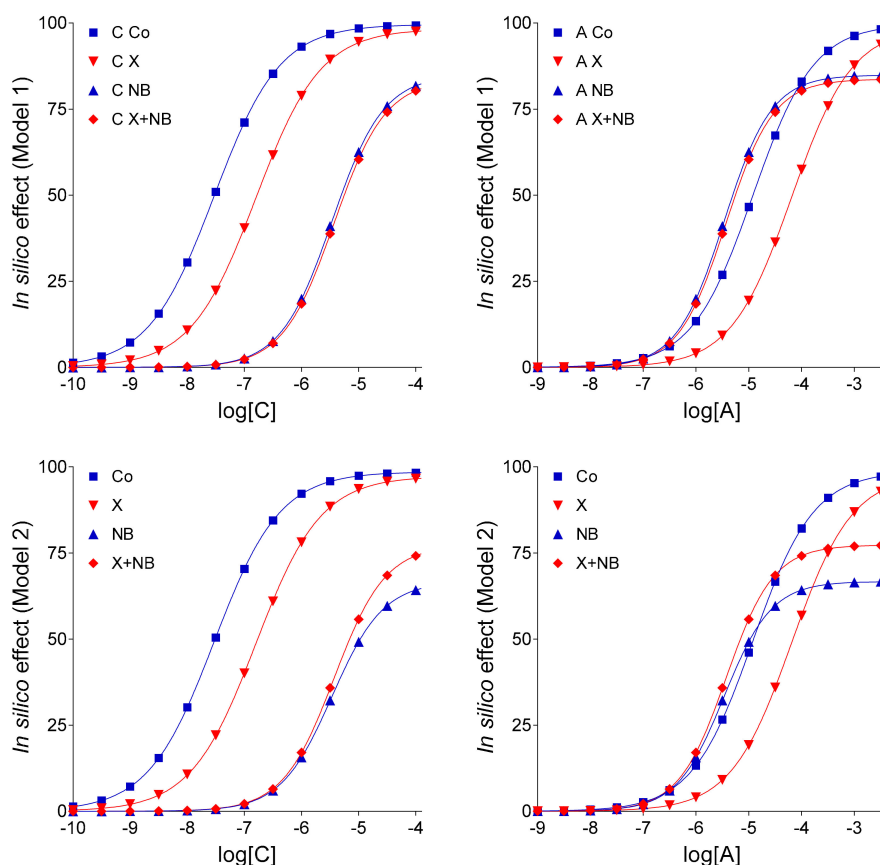 100
75
50
25
0
In silico effect (Model 1)
C Co
C X
C NB
C X+NB
-10 -9 -8 -7 -6 -5 -4
log[C]
100
75
50
25
0
In silico effect (Model 1)
A Co
A X
A NB
A X+NB
-9 -8 -7 -6 -5 -4 -3
log[A]
100
75
50
25
0
In silico effect (Model 2)
Co
X
NB
X+NB
-10 -9 -8 -7 -6 -5 -4
log[C]
100
75
50
25
0
In silico effect (Model 2)
Co
X
NB
X+NB
-9 -8 -7 -6 -5 -4 -3
log[A]